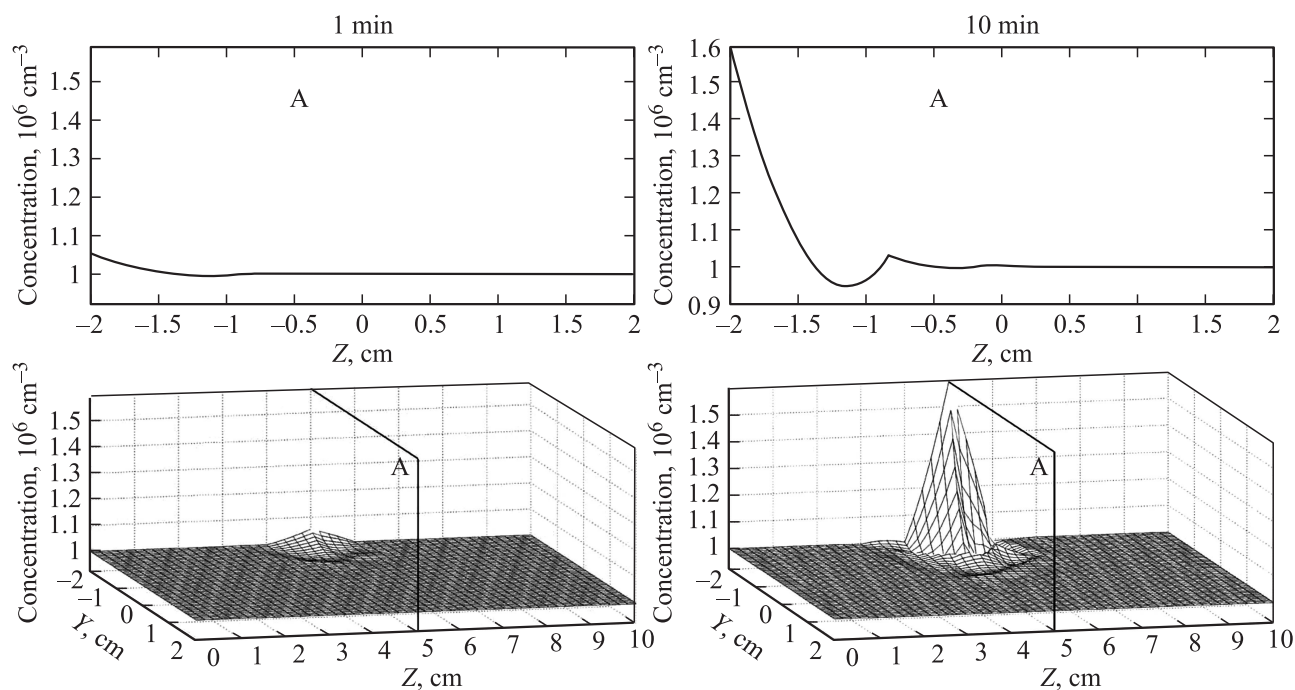 1 min
Concentration, 10⁶ cm⁻³
1.5
1.4
1.3
1.2
1.1
1
A
–2 –1.5 –1 –0.5 0 0.5 1 1.5 2
Z, cm
10 min
Concentration, 10⁶ cm⁻³
1.6
1.5
1.4
1.3
1.2
1.1
1
0.9
A
–2 –1.5 –1 –0.5 0 0.5 1 1.5 2
Z, cm
Concentration, 10⁶ cm⁻³
1.5
1.4
1.3
1.2
1.1
1
A
–2
–1
0
1
2
Y, cm
0 1 2 3 4 5 6 7 8 9 10
Z, cm
Concentration, 10⁶ cm⁻³
1.5
1.4
1.3
1.2
1.1
1
A
–2
–1
0
1
2
Y, cm
0 1 2 3 4 5 6 7 8 9 10
Z, cm